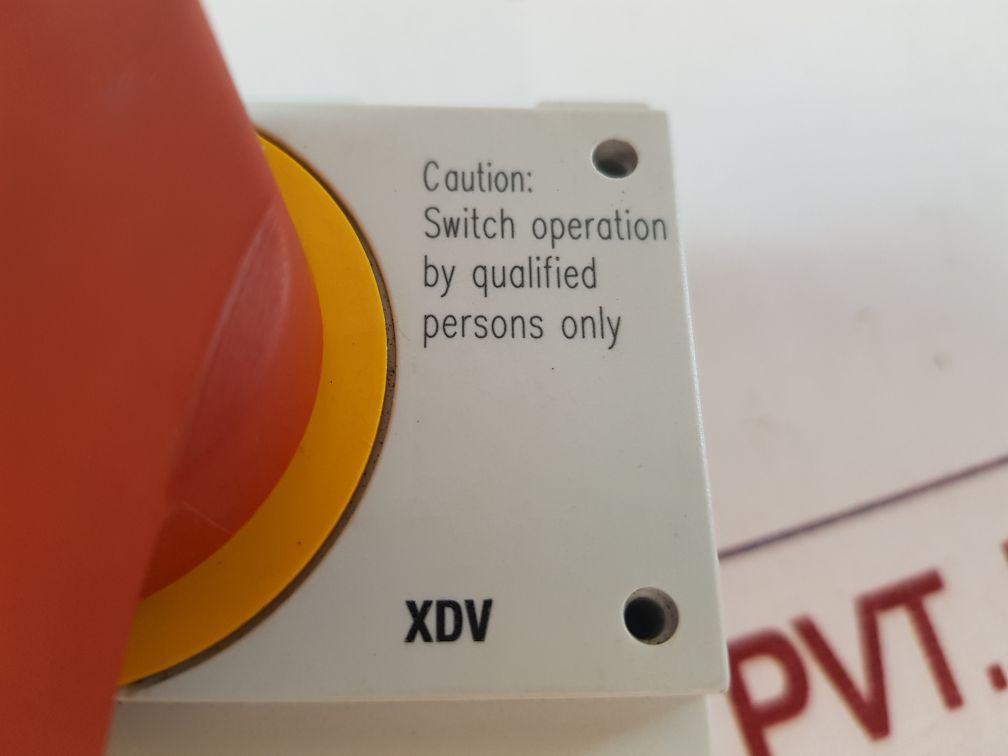 Caution:
Switch operation
by qualified
persons only
XDV
PVT.